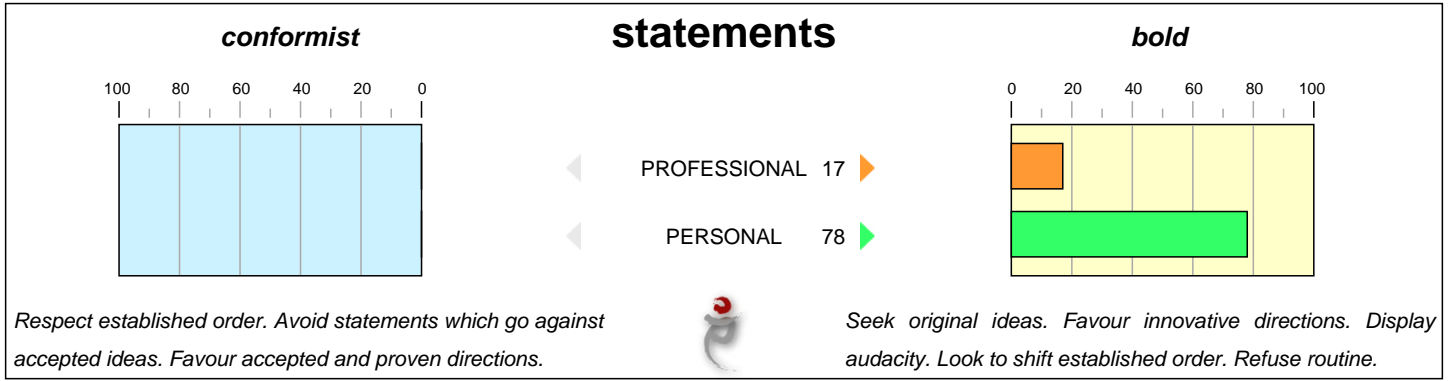 conformist
statements
bold
100 80 60 40 20 0
0 20 40 60 80 100
PROFESSIONAL 17
PERSONAL 78
Respect established order. Avoid statements which go against
accepted ideas. Favour accepted and proven directions.
Seek original ideas. Favour innovative directions. Display
audacity. Look to shift established order. Refuse routine.